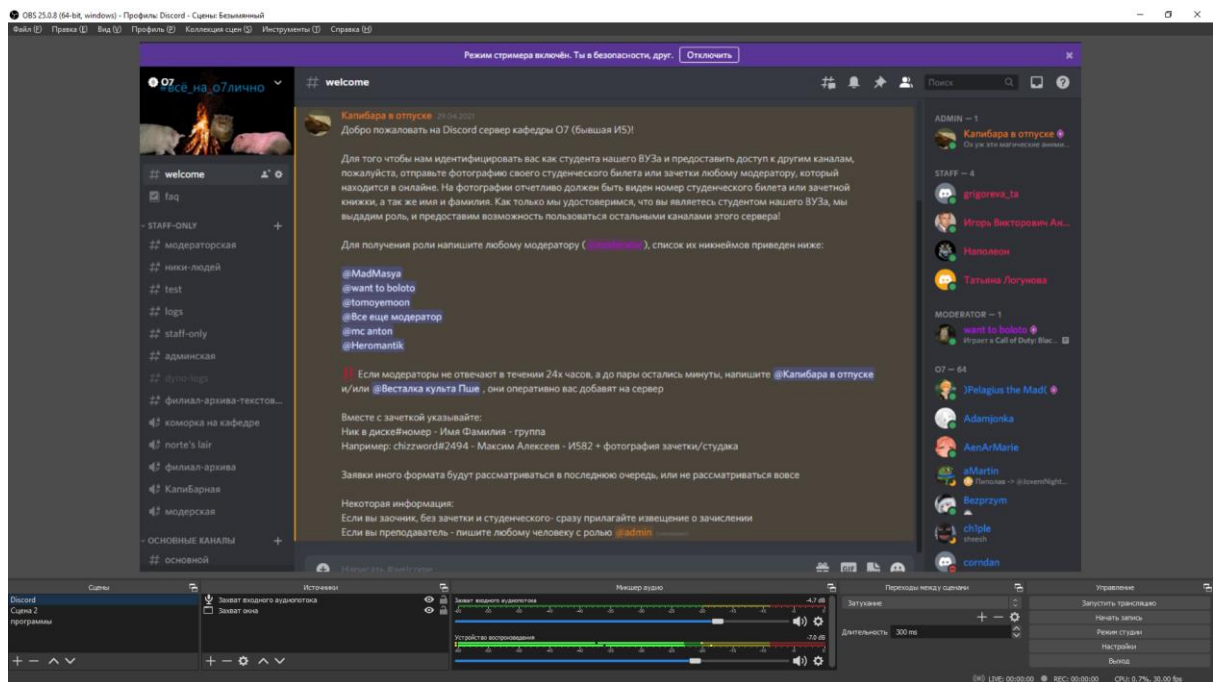 OBS 25.0.8 (64-bit, windows) - Профиль: Discord - Сцены: Безымянный
Файл (F) Правка (E) Вид (V) Профиль (P) Коллекция сцен (S) Инструменты (T) Справка (H)
Режим стримера включён. Ты в безопасности, друг. Отключить
О7
#всё_на_о7лично
welcome
faq
STAFF-ONLY
модераторская
ники-людей
test
logs
staff-only
админская
dyno-logs
филиал-архива-текстов...
коморка на кафедре
norte's lair
филиал-архива
КапиБарная
модерская
ОСНОВНЫЕ КАНАЛЫ
основной
welcome
Поиск
Капибара в отпуске 29.04.2021
Добро пожаловать на Discord сервер кафедры О7 (бывшая И5)!
Для того чтобы нам идентифицировать вас как студента нашего ВУЗа и предоставить доступ к другим каналам,
пожалуйста, отправьте фотографию своего студенческого билета или зачетки любому модератору, который
находится в онлайне. На фотографии отчетливо должен быть виден номер студенческого билета или зачетной
книжки, а так же имя и фамилия. Как только мы удостоверимся, что вы являетесь студентом нашего ВУЗа, мы
выдадим роль, и предоставим возможность пользоваться остальными каналами этого сервера!
Для получения роли напишите любому модератору (@moderator), список их никнеймов приведен ниже:
@MadMasya
@want to boloto
@tomoyemoon
@Все еще модератор
@mc anton
@Heromantik
Если модераторы не отвечают в течении 24х часов, а до пары остались минуты, напишите @Капибара в отпуске
и/или @Весталка культа Пше , они оперативно вас добавят на сервер
Вместе с зачеткой указывайте:
Ник в диске#номер - Имя Фамилия - группа
Например: chizzword#2494 - Максим Алексеев - И582 + фотография зачетки/студака
Заявки иного формата будут рассматриваться в последнюю очередь, или не рассматриваться вовсе
Некоторая информация:
Если вы заочник, без зачетки и студенческого- сразу прилагайте извещение о зачислении
Если вы преподаватель - пишите любому человеку с ролью @admin
Написать #welcome
GIF
ADMIN — 1
Капибара в отпуске
Ох уж эти магические аними...
STAFF — 4
grigoreva_ta
Игорь Викторович Ан...
Наполеон
Татьяна Логунова
MODERATOR — 1
want to boloto
Играет в Call of Duty: Blac...
О7 — 64
)Pelagius the Mad(
Adamjonka
AenArMarie
aMartin
Bezprzym
ch1ple
sheesh
corndan
Сцены
Discord
Сцена 2
программы
Источники
Захват входного аудиопотока
Захват окна
Микшер аудио
Захват входного аудиопотока -4.7 dB
Устройство воспроизведения -7.0 dB
Переходы между сценами
Затухание
Длительность 300 ms
Управление
Запустить трансляцию
Начать запись
Режим студии
Настройки
Выход
LIVE: 00:00:00 REC: 00:00:00 CPU: 0.7%, 30.00 fps